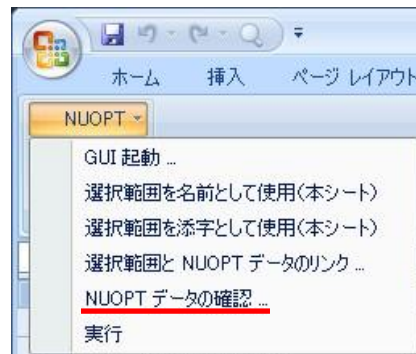 ホーム 挿入 ページ レイアウト
NUOPT
GUI 起動 ...
選択範囲を名前として使用(本シート)
選択範囲を添字として使用(本シート)
選択範囲と NUOPT データのリンク ...
NUOPT データの確認 ...
実行